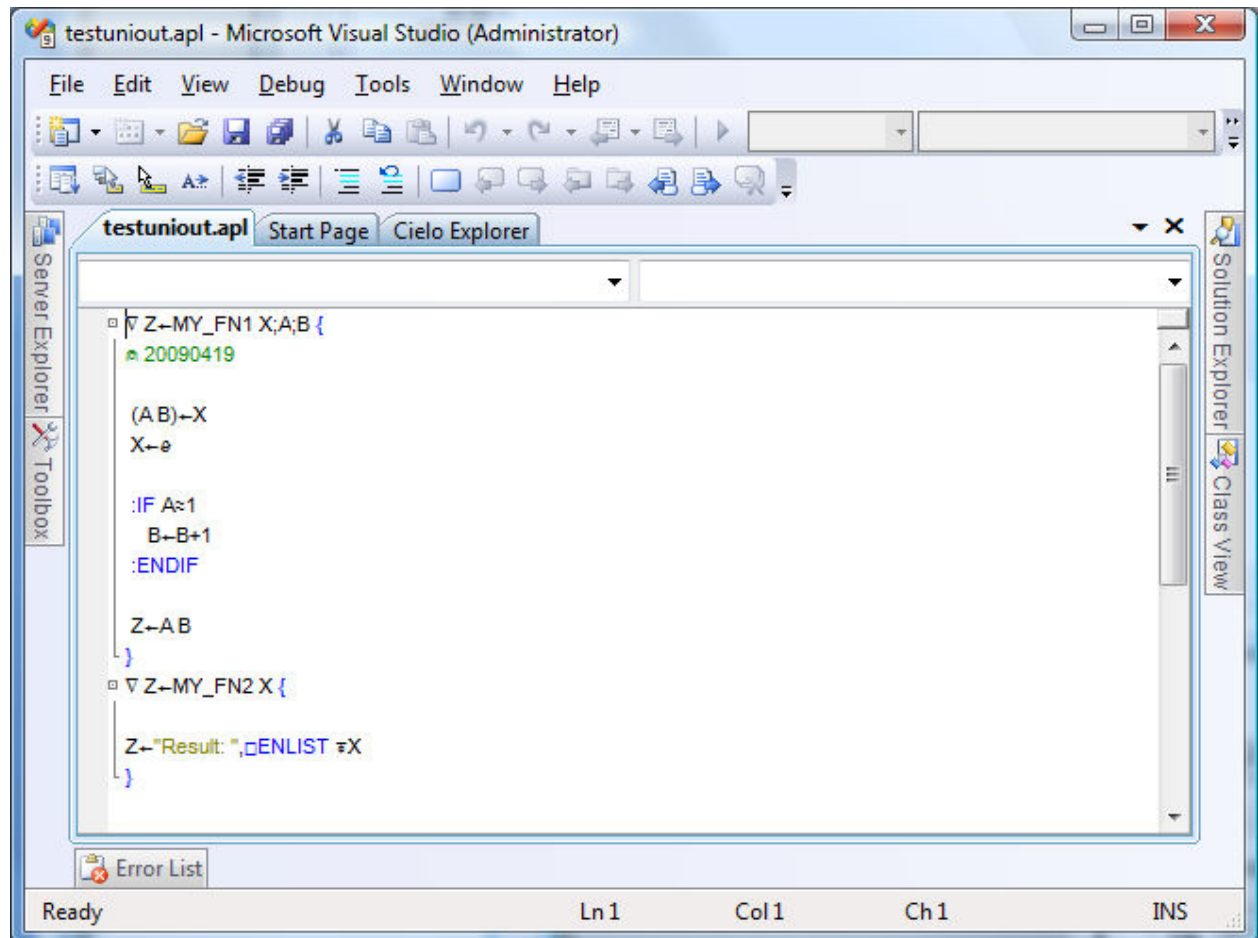 testuniout.apl - Microsoft Visual Studio (Administrator)
File Edit View Debug Tools Window Help
testuniout.apl Start Page Cielo Explorer
Server Explorer
Toolbox
∇ Z←MY_FN1 X;A;B {
⍝ 20090419
(A B)←X
X←⍬
:IF A≈1
B←B+1
:ENDIF
Z←A B
}
∇ Z←MY_FN2 X {
Z←"Result: ",⎕ENLIST ⍕X
}
Solution Explorer
Class View
Error List
Ready Ln 1 Col 1 Ch 1 INS